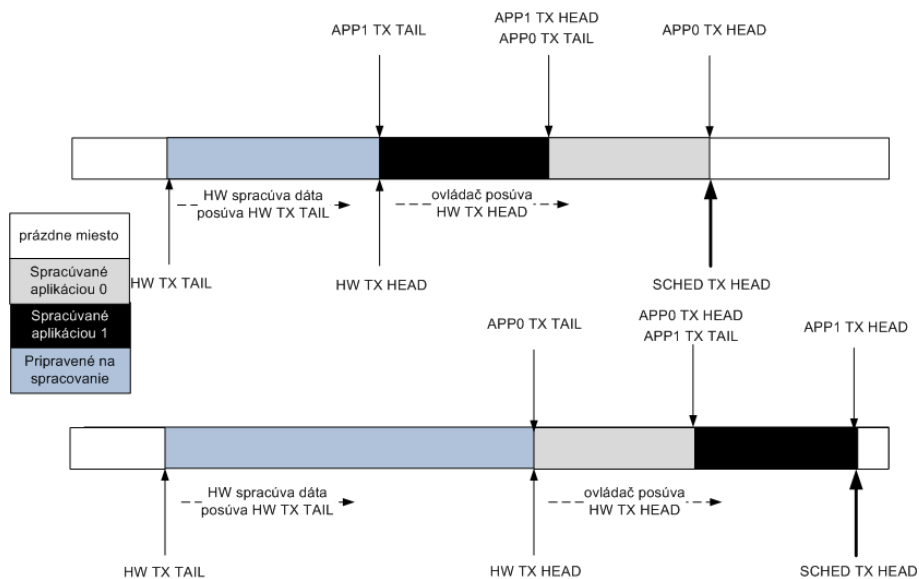 APP1 TX TAIL
APP1 TX HEAD
APP0 TX TAIL
APP0 TX HEAD
HW spracúva dáta
posúva HW TX TAIL
ovládač posúva
HW TX HEAD
HW TX TAIL
HW TX HEAD
SCHED TX HEAD
prázdne miesto
Spracúvané
aplikáciou 0
Spracúvané
aplikáciou 1
Pripravené na
spracovanie
APP0 TX TAIL
APP0 TX HEAD
APP1 TX TAIL
APP1 TX HEAD
HW spracúva dáta
posúva HW TX TAIL
ovládač posúva
HW TX HEAD
HW TX TAIL
HW TX HEAD
SCHED TX HEAD